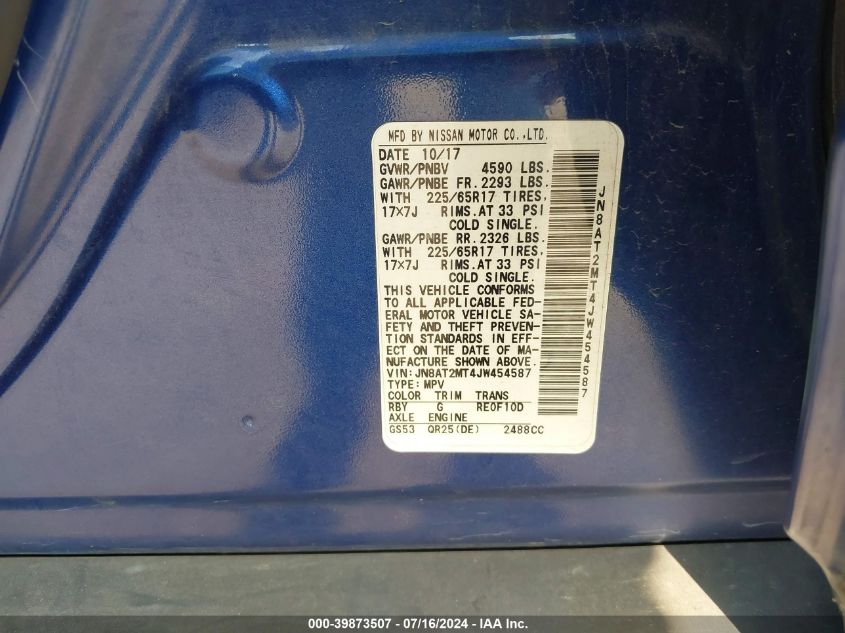 MFD BY NISSAN MOTOR CO.,LTD.
DATE 10/17
GVWR/PNBV 4590 LBS.
GAWR/PNBE FR.2293 LBS.
WITH 225/65R17 TIRES,
17×7J RIMS.AT 33 PSI
COLD SINGLE.
GAWR/PNBE RR.2326 LBS.
WITH 225/65R17 TIRES,
17×7J RIMS.AT 33 PSI
COLD SINGLE.
THIS VEHICLE CONFORMS
TO ALL APPLICABLE FED-
ERAL MOTOR VEHICLE SA-
FETY AND THEFT PREVEN-
TION STANDARDS IN EFF-
ECT ON THE DATE OF MA-
NUFACTURE SHOWN ABOVE.
VIN:JN8AT2MT4JW454587
TYPE:MPV
COLOR TRIM TRANS
RBY G RE0F10D
AXLE ENGINE
GS53 QR25(DE) 2488CC
JN8AT2MT4JW454587
000-39873507 / 07/16/2024 - IAA Inc.